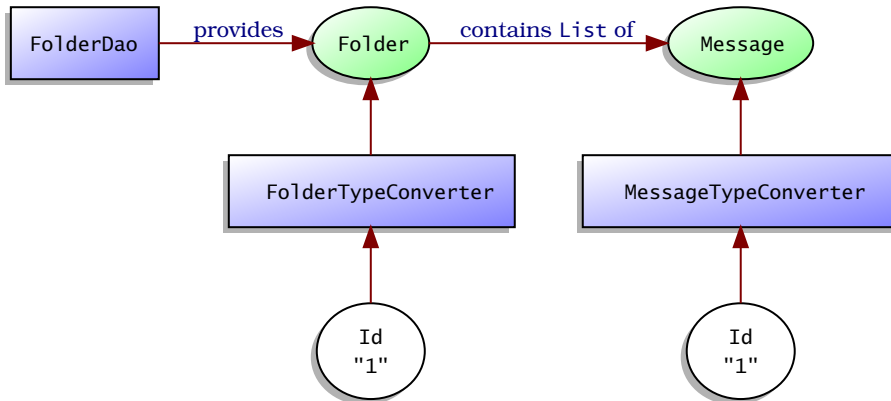 FolderDao provides Folder contains List of Message
FolderTypeConverter MessageTypeConverter
Id Id
"1" "1"